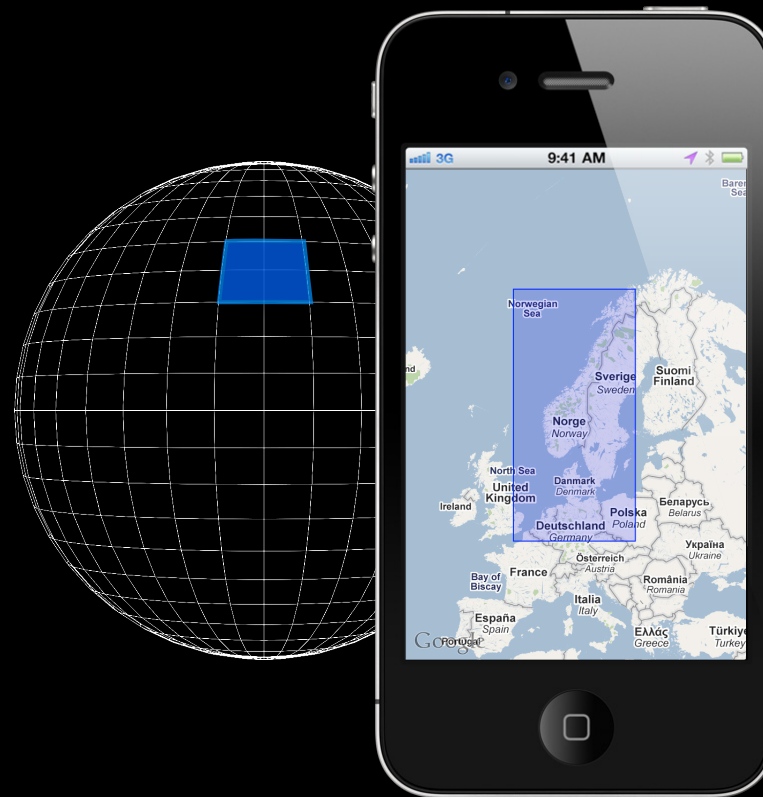 3G
9:41 AM
Baren
Sea
Norwegian
Sea
nd
Sverige
Sweden
Suomi
Finland
Norge
Norway
North Sea
United
Kingdom
Ireland
Danmark
Denmark
Polska
Poland
Беларусь
Belarus
Deutschland
Germany
Україна
Ukraine
Österreich
Austria
France
Bay of
Biscay
România
Romania
Italia
Italy
España
Spain
Portugal
Google
Ελλάς
Greece
Türkiye
Turkey